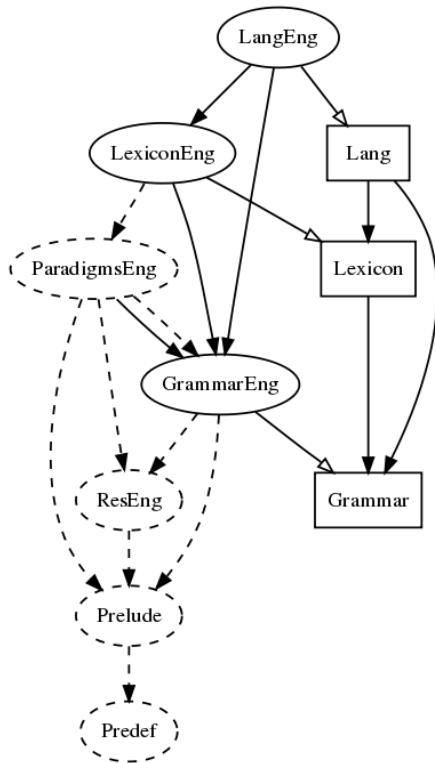 LangEng
LexiconEng
Lang
ParadigmsEng
Lexicon
GrammarEng
ResEng
Grammar
Prelude
Predef